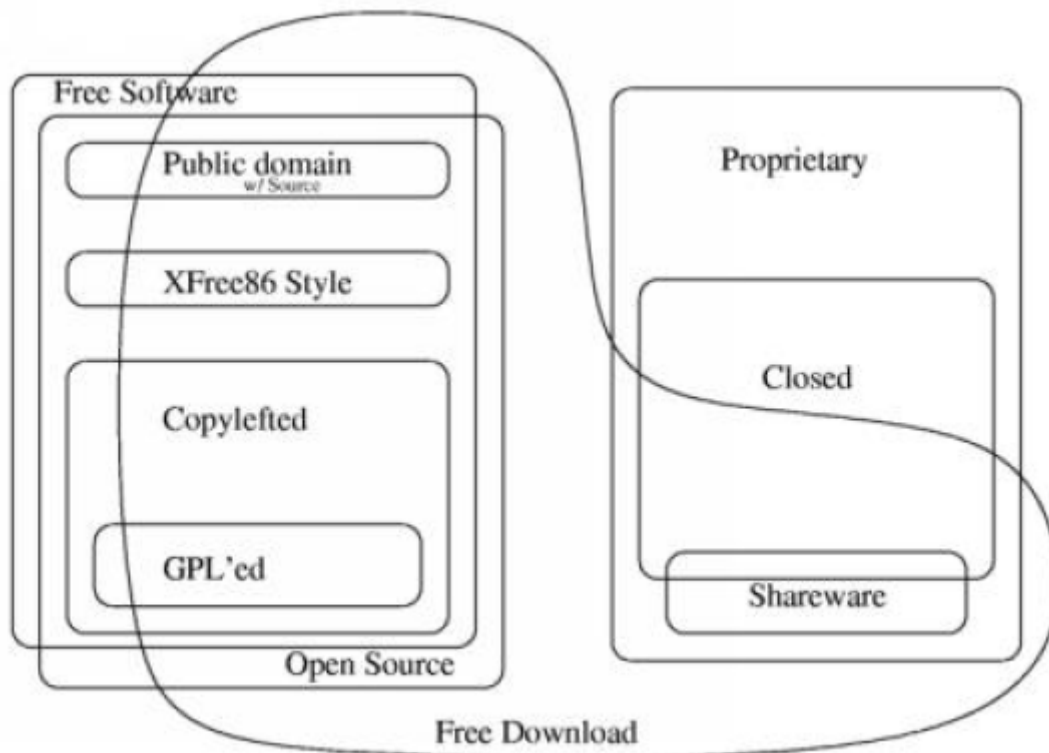 Free Software
Public domain
w/ Source
XFree86 Style
Copylefted
GPL'ed
Open Source
Proprietary
Closed
Shareware
Free Download